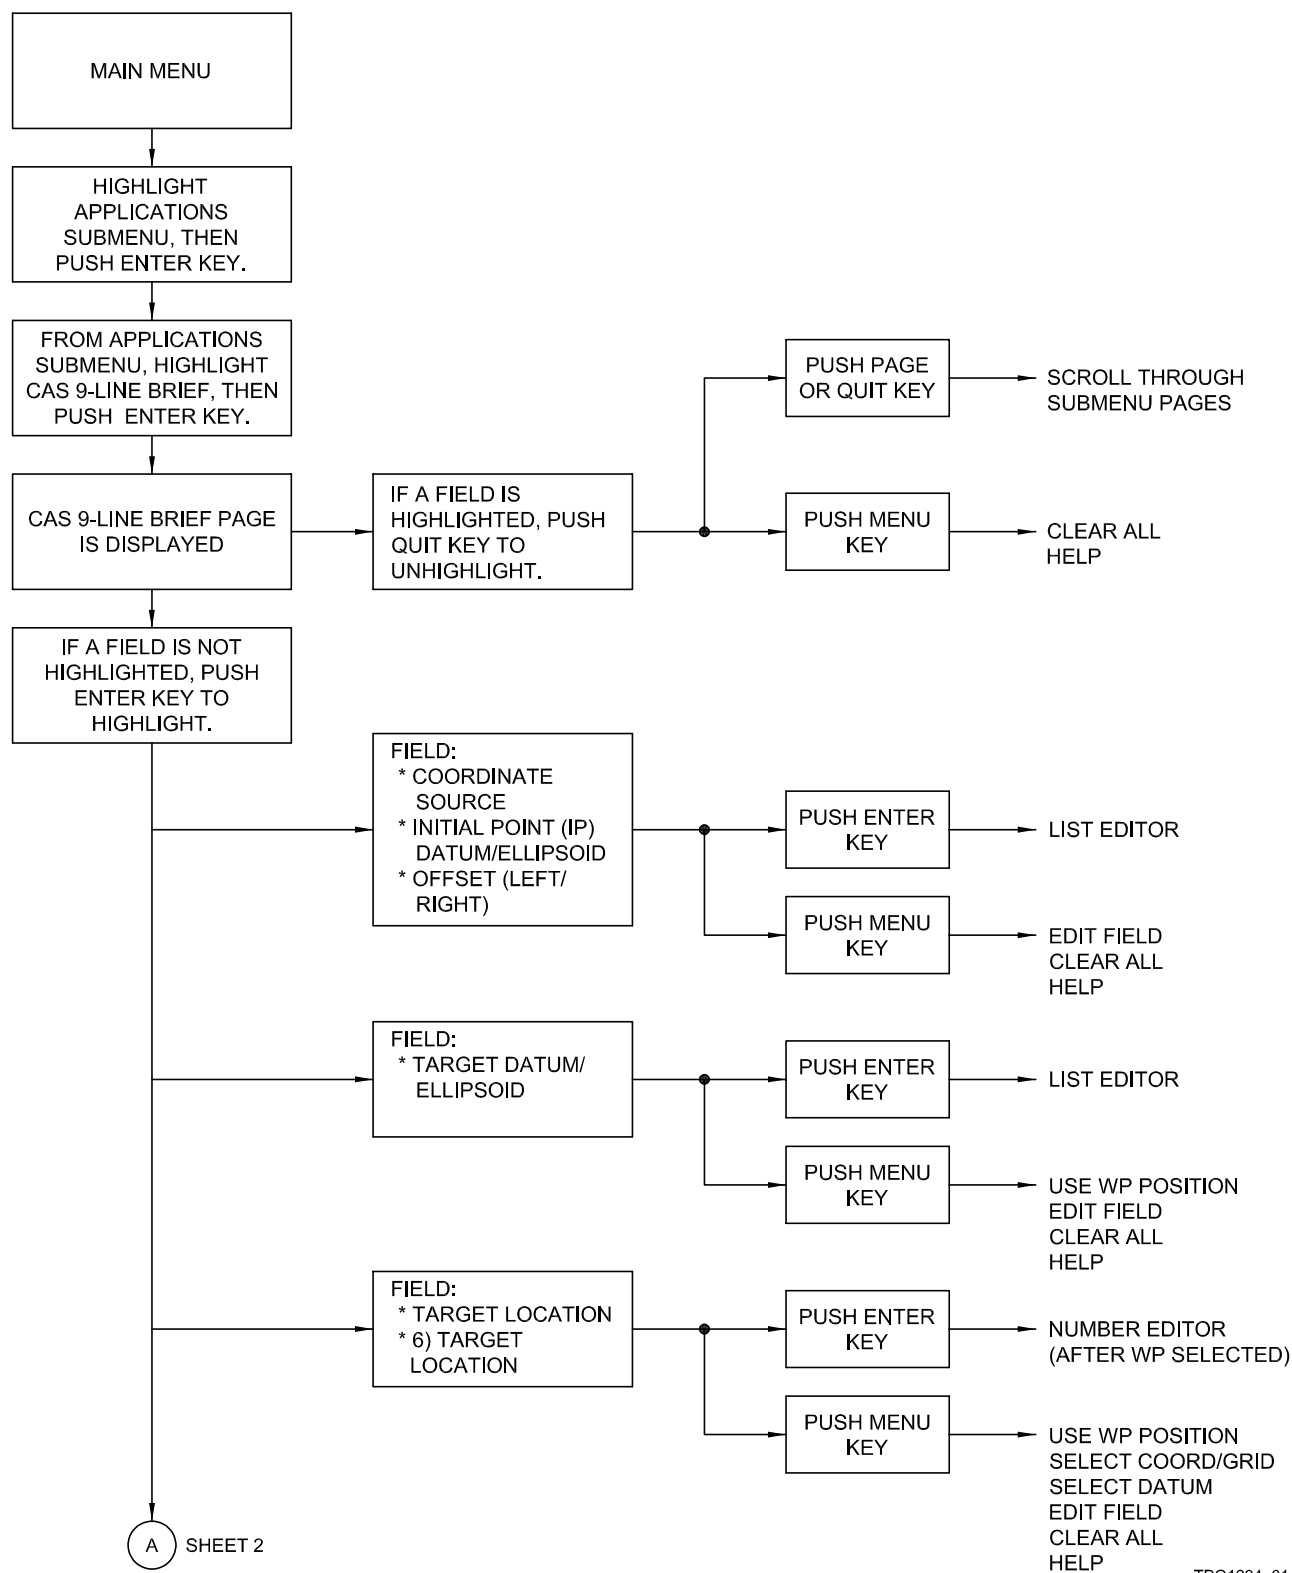 MAIN MENU
HIGHLIGHT
APPLICATIONS
SUBMENU, THEN
PUSH ENTER KEY.
FROM APPLICATIONS
SUBMENU, HIGHLIGHT
CAS 9-LINE BRIEF, THEN
PUSH ENTER KEY.
PUSH PAGE
OR QUIT KEY
SCROLL THROUGH
SUBMENU PAGES
CAS 9-LINE BRIEF PAGE
IS DISPLAYED
IF A FIELD IS
HIGHLIGHTED, PUSH
QUIT KEY TO
UNHIGHLIGHT.
PUSH MENU
KEY
CLEAR ALL
HELP
IF A FIELD IS NOT
HIGHLIGHTED, PUSH
ENTER KEY TO
HIGHLIGHT.
FIELD:
* COORDINATE
SOURCE
* INITIAL POINT (IP)
DATUM/ELLIPSOID
* OFFSET (LEFT/
RIGHT)
PUSH ENTER
KEY
LIST EDITOR
PUSH MENU
KEY
EDIT FIELD
CLEAR ALL
HELP
FIELD:
* TARGET DATUM/
ELLIPSOID
PUSH ENTER
KEY
LIST EDITOR
PUSH MENU
KEY
USE WP POSITION
EDIT FIELD
CLEAR ALL
HELP
FIELD:
* TARGET LOCATION
* 6) TARGET
LOCATION
PUSH ENTER
KEY
NUMBER EDITOR
(AFTER WP SELECTED)
PUSH MENU
KEY
USE WP POSITION
SELECT COORD/GRID
SELECT DATUM
EDIT FIELD
CLEAR ALL
HELP
A SHEET 2